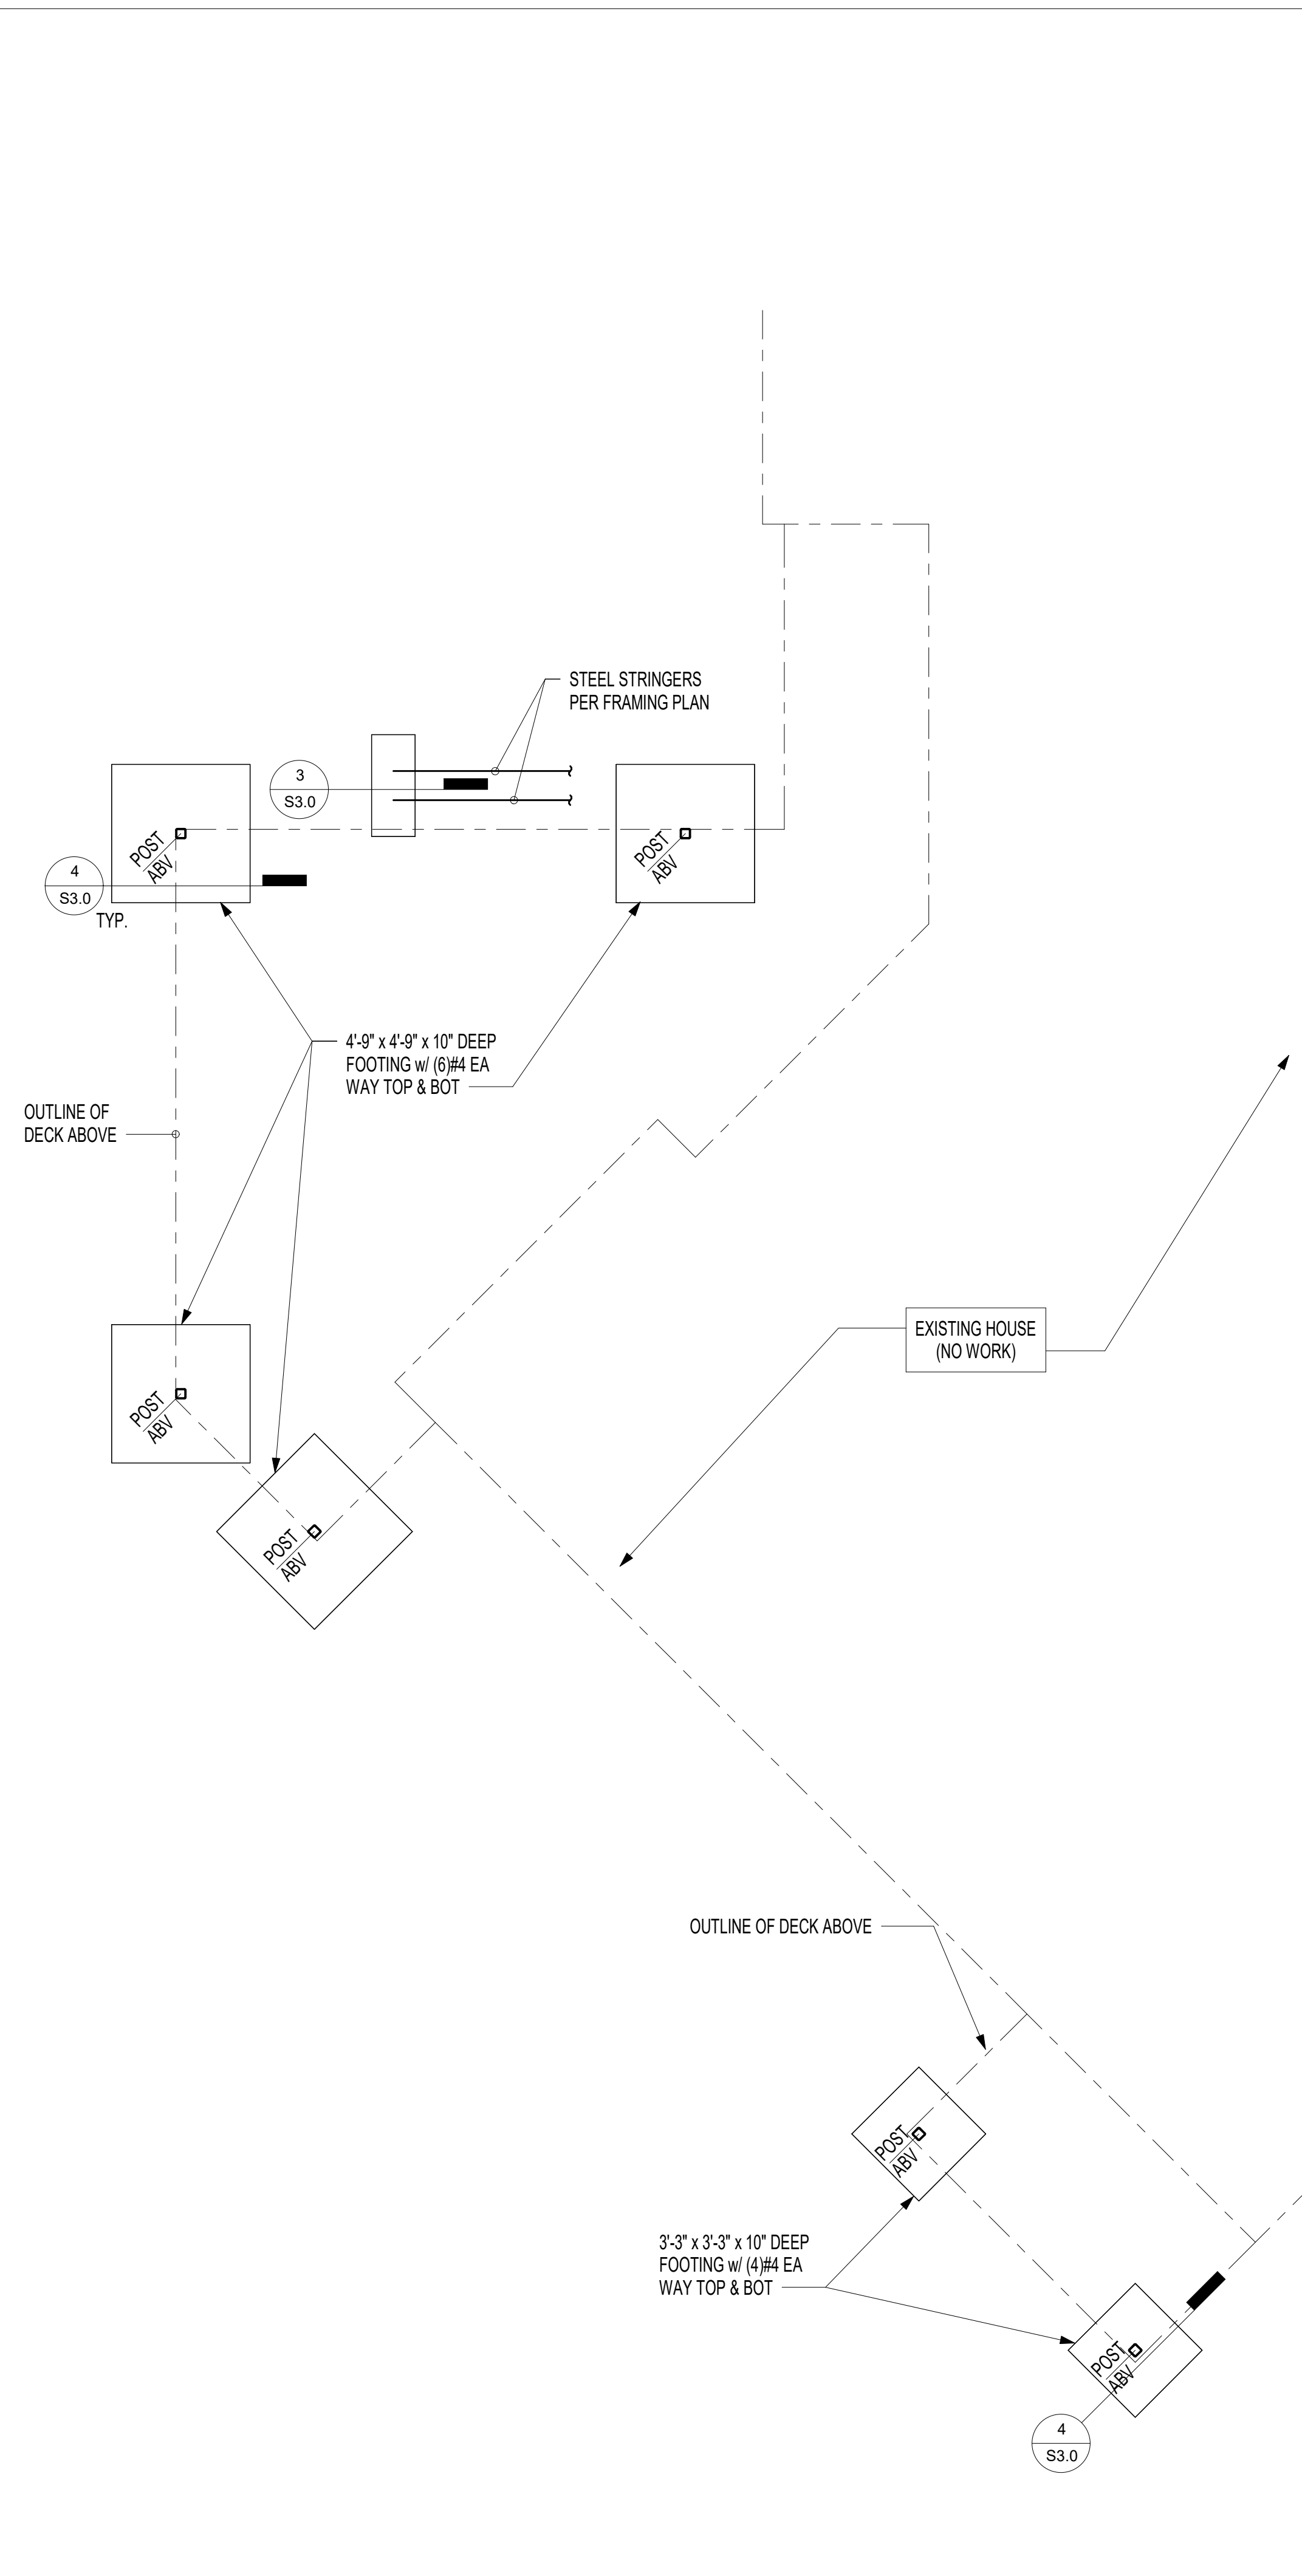 STEEL STRINGERS
PER FRAMING PLAN
3
S3.0
POST
ABV
POST
ABV
4
S3.0
TYP.
4'-9" x 4'-9" x 10" DEEP
FOOTING w/ (6)#4 EA
WAY TOP & BOT
OUTLINE OF
DECK ABOVE
EXISTING HOUSE
(NO WORK)
POST
ABV
POST
ABV
OUTLINE OF DECK ABOVE
POST
ABV
3'-3" x 3'-3" x 10" DEEP
FOOTING w/ (4)#4 EA
WAY TOP & BOT
POST
ABV
4
S3.0